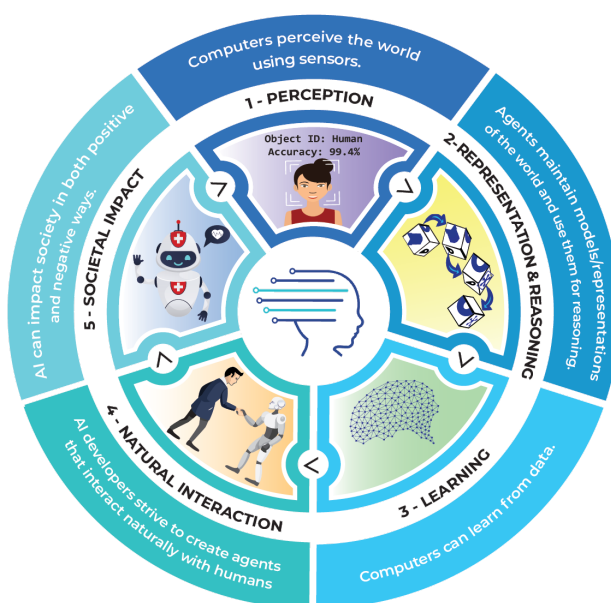 Computers perceive the world
using sensors.
1 - PERCEPTION
Object ID: Human
Accuracy: 99.4%
Agents maintain models/representations
of the world and use them for reasoning.
2-REPRESENTATION & REASONING
3 - LEARNING
Computers can learn from data.
4 - NATURAL INTERACTION
AI developers strive to create agents
that interact naturally with humans
AI can impact society in both positive
and negative ways.
5 - SOCIETAL IMPACT